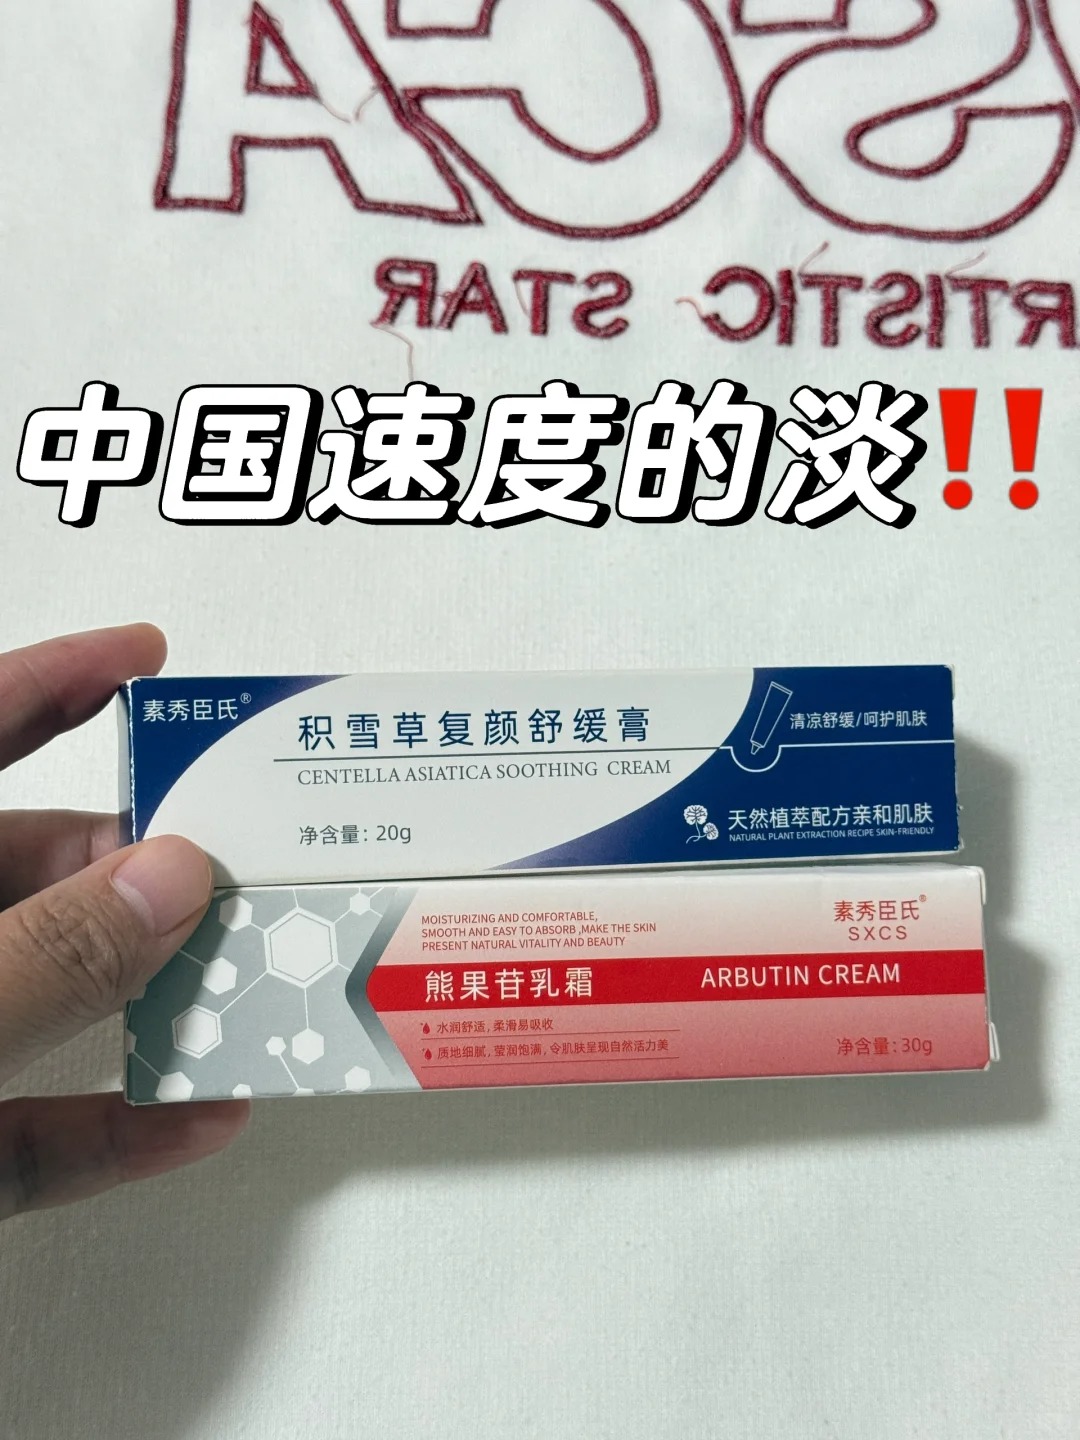 ASCA
ARTISTIC STAR
中国速度的淡‼️
素秀臣氏®
积雪草复颜舒缓膏
CENTELLA ASIATICA SOOTHING CREAM
净含量：20g
清凉舒缓/呵护肌肤
天然植萃配方亲和肌肤
NATURAL PLANT EXTRACTION RECIPE SKIN-FRIENDLY
MOISTURIZING AND COMFORTABLE,
SMOOTH AND EASY TO ABSORB ,MAKE THE SKIN
PRESENT NATURAL VITALITY AND BEAUTY
素秀臣氏®
SXCS
熊果苷乳霜
ARBUTIN CREAM
水润舒适，柔滑易吸收
质地细腻，莹润饱满，令肌肤呈现自然活力美
净含量：30g